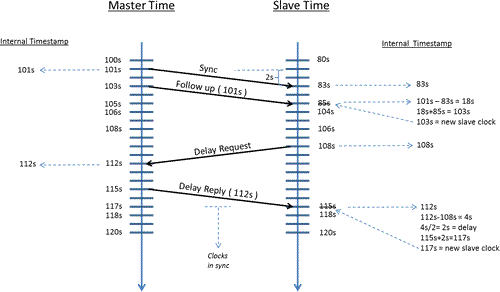 Master Time
Slave Time
Internal Timestamp
Internal Timestamp
100s
80s
101s
101s
Sync
2s
103s
83s
83s
Follow up ( 101s )
105s
85s
101s – 83s = 18s
106s
104s
18s+85s = 103s
103s = new slave clock
108s
106s
Delay Request
108s
108s
112s
112s
115s
Delay Reply ( 112s )
117s
115s
112s
118s
118s
112s-108s = 4s
4s/2= 2s = delay
120s
120s
115s+2s=117s
117s = new slave clock
Clocks
in sync